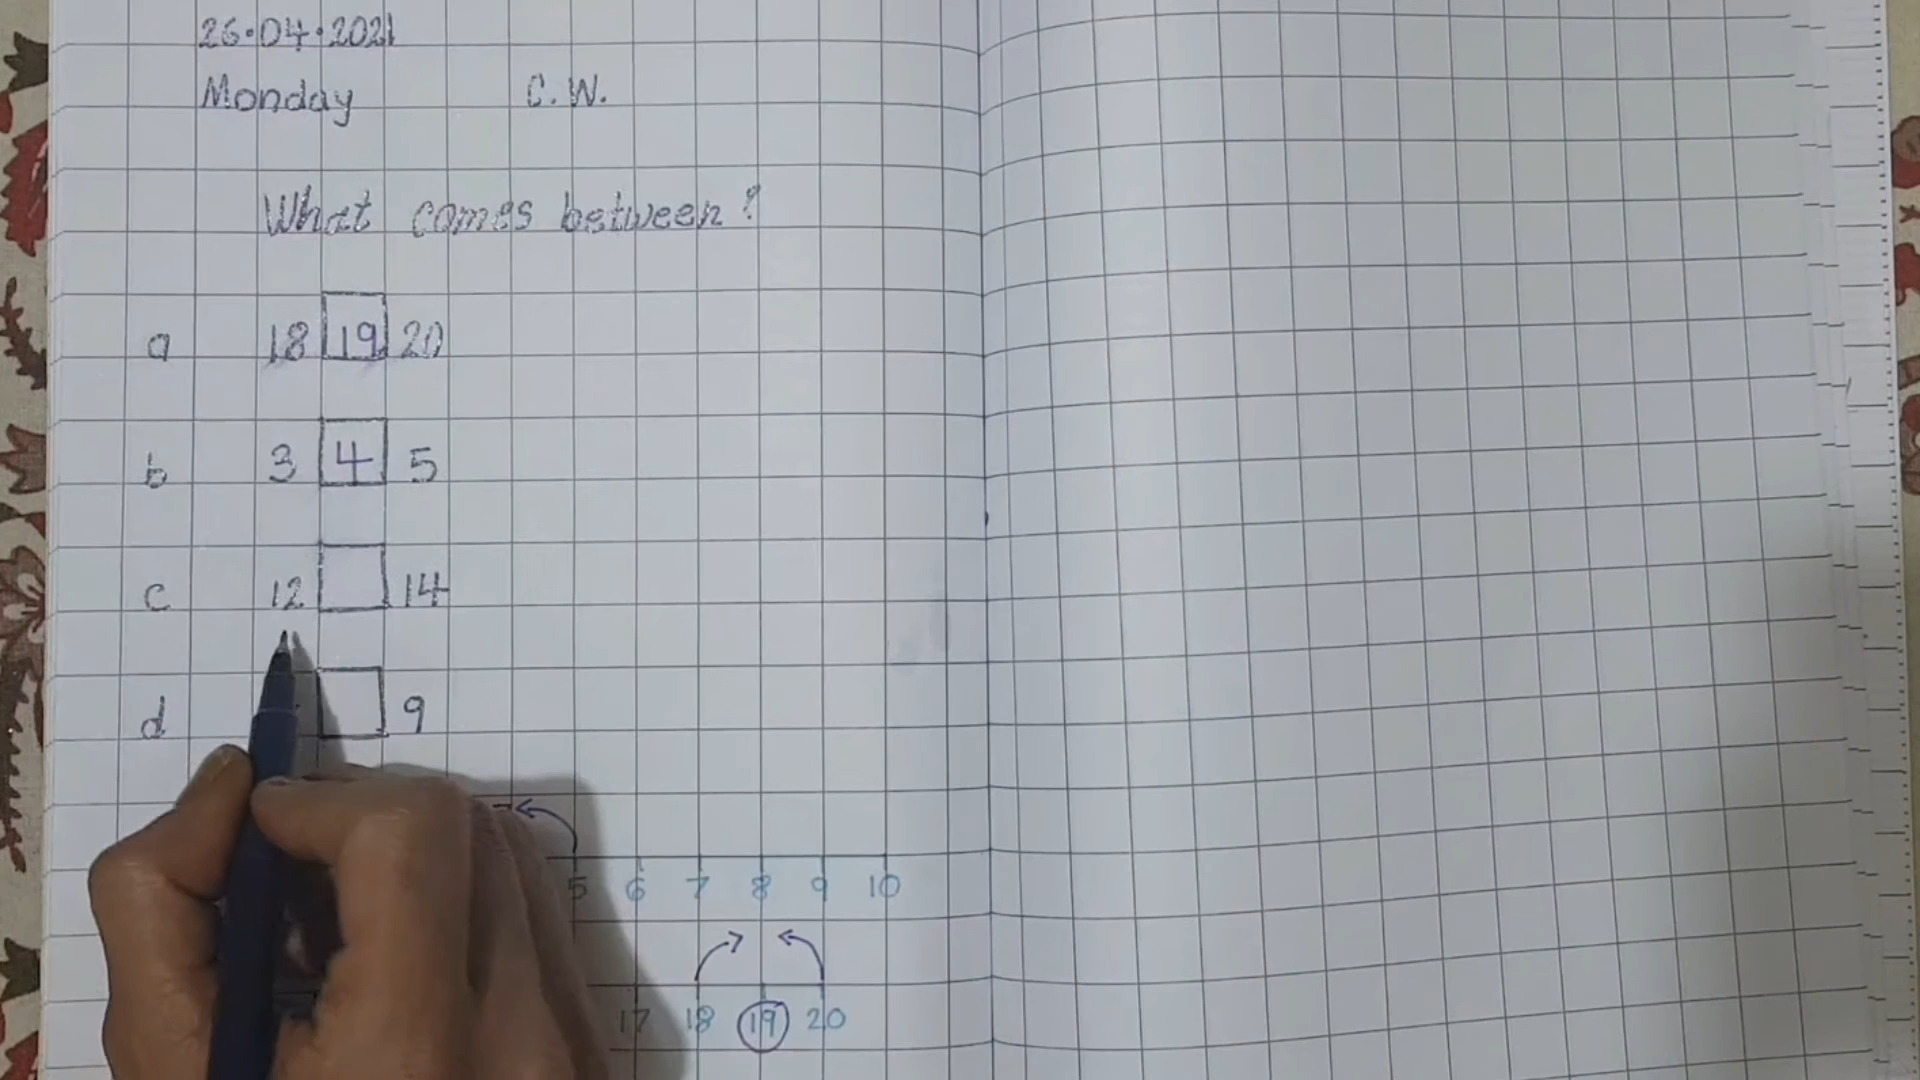 26.04.2021
Monday C.W.
What comes between?
a 18 19 20
b 3 4 5
c 12 14
d 9
5 6 7 8 9 10
17 18 19 20